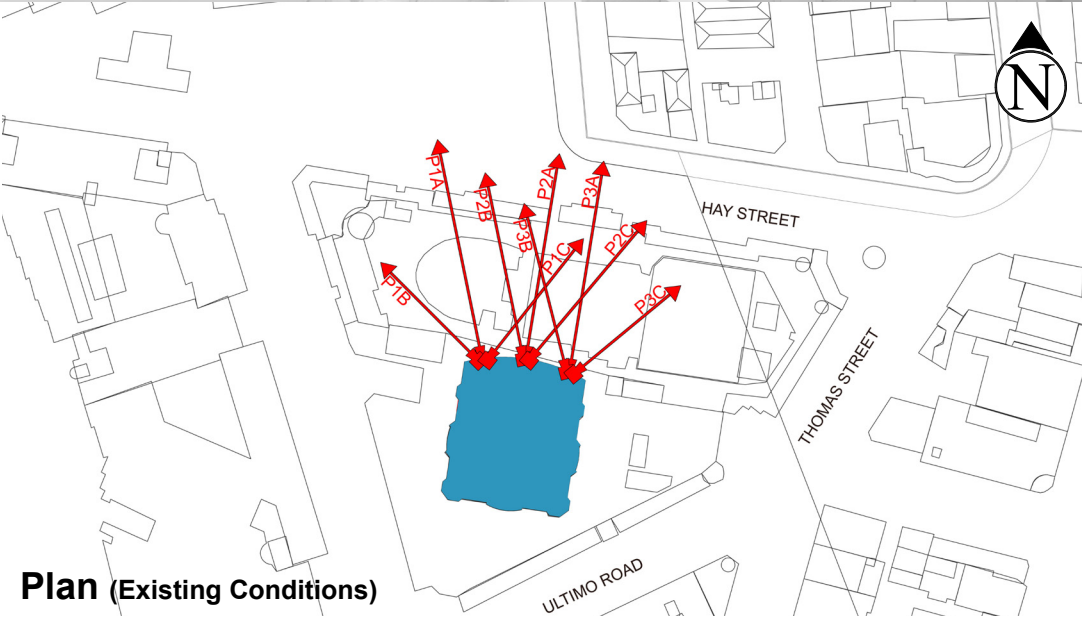 N
P1A
P2B
P2A
P3A
P3B
P1C
P2C
P1B
P3C
HAY STREET
THOMAS STREET
ULTIMO ROAD
Plan (Existing Conditions)